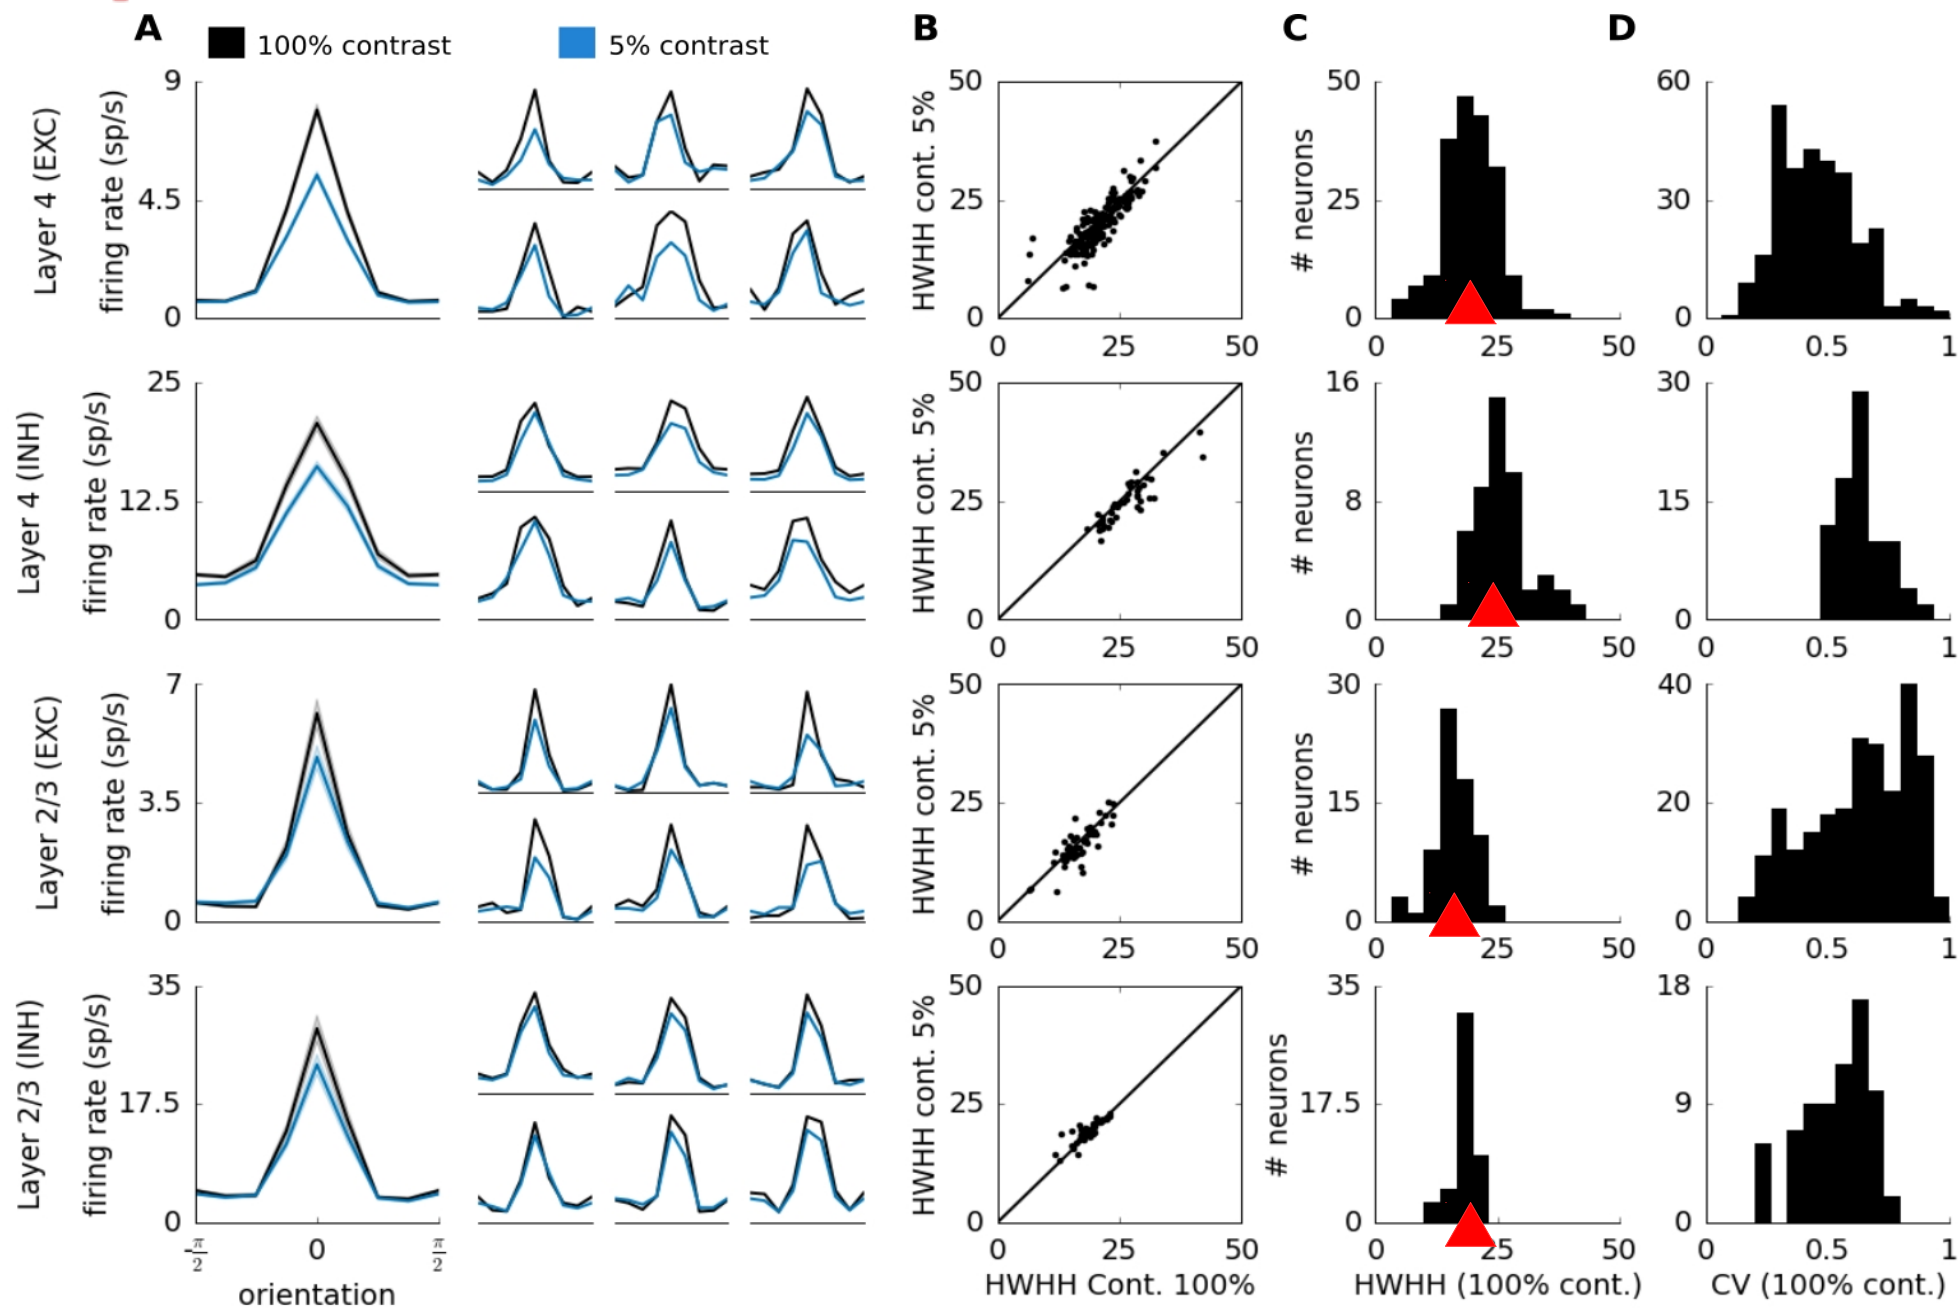 A B C D
100% contrast 5% contrast
Layer 4 (EXC)
firing rate (sp/s)
9
4.5
0
HWHH cont. 5%
50
25
0
0 25 50
# neurons
50
25
0
0 25 50
60
30
0
0 0.5 1
Layer 4 (INH)
firing rate (sp/s)
25
12.5
0
HWHH cont. 5%
50
25
0
0 25 50
# neurons
16
8
0
0 25 50
30
15
0
0 0.5 1
Layer 2/3 (EXC)
firing rate (sp/s)
7
3.5
0
HWHH cont. 5%
50
25
0
0 25 50
# neurons
30
15
0
0 25 50
40
20
0
0 0.5 1
Layer 2/3 (INH)
firing rate (sp/s)
35
17.5
0
-π/2 0 π/2
orientation
HWHH cont. 5%
50
25
0
0 25 50
HWHH Cont. 100%
# neurons
35
17.5
0
0 25 50
HWHH (100% cont.)
18
9
0
0 0.5 1
CV (100% cont.)